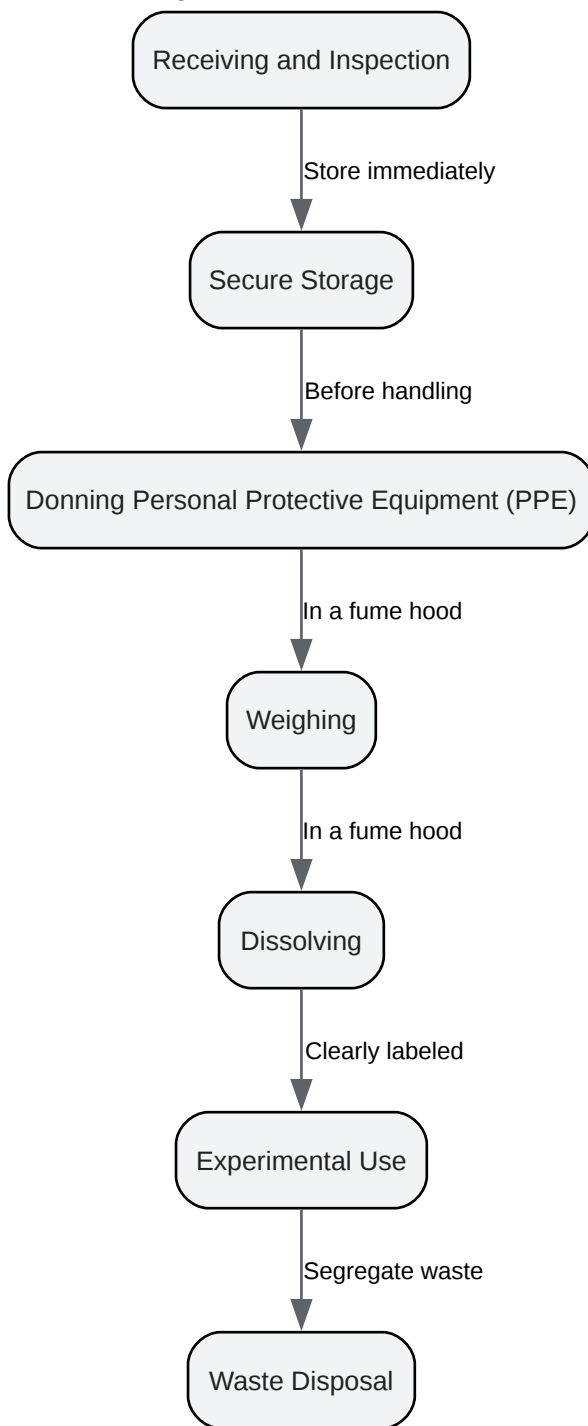 Receiving and Inspection
Store immediately
Secure Storage
Before handling
Donning Personal Protective Equipment (PPE)
In a fume hood
Weighing
In a fume hood
Dissolving
Clearly labeled
Experimental Use
Segregate waste
Waste Disposal